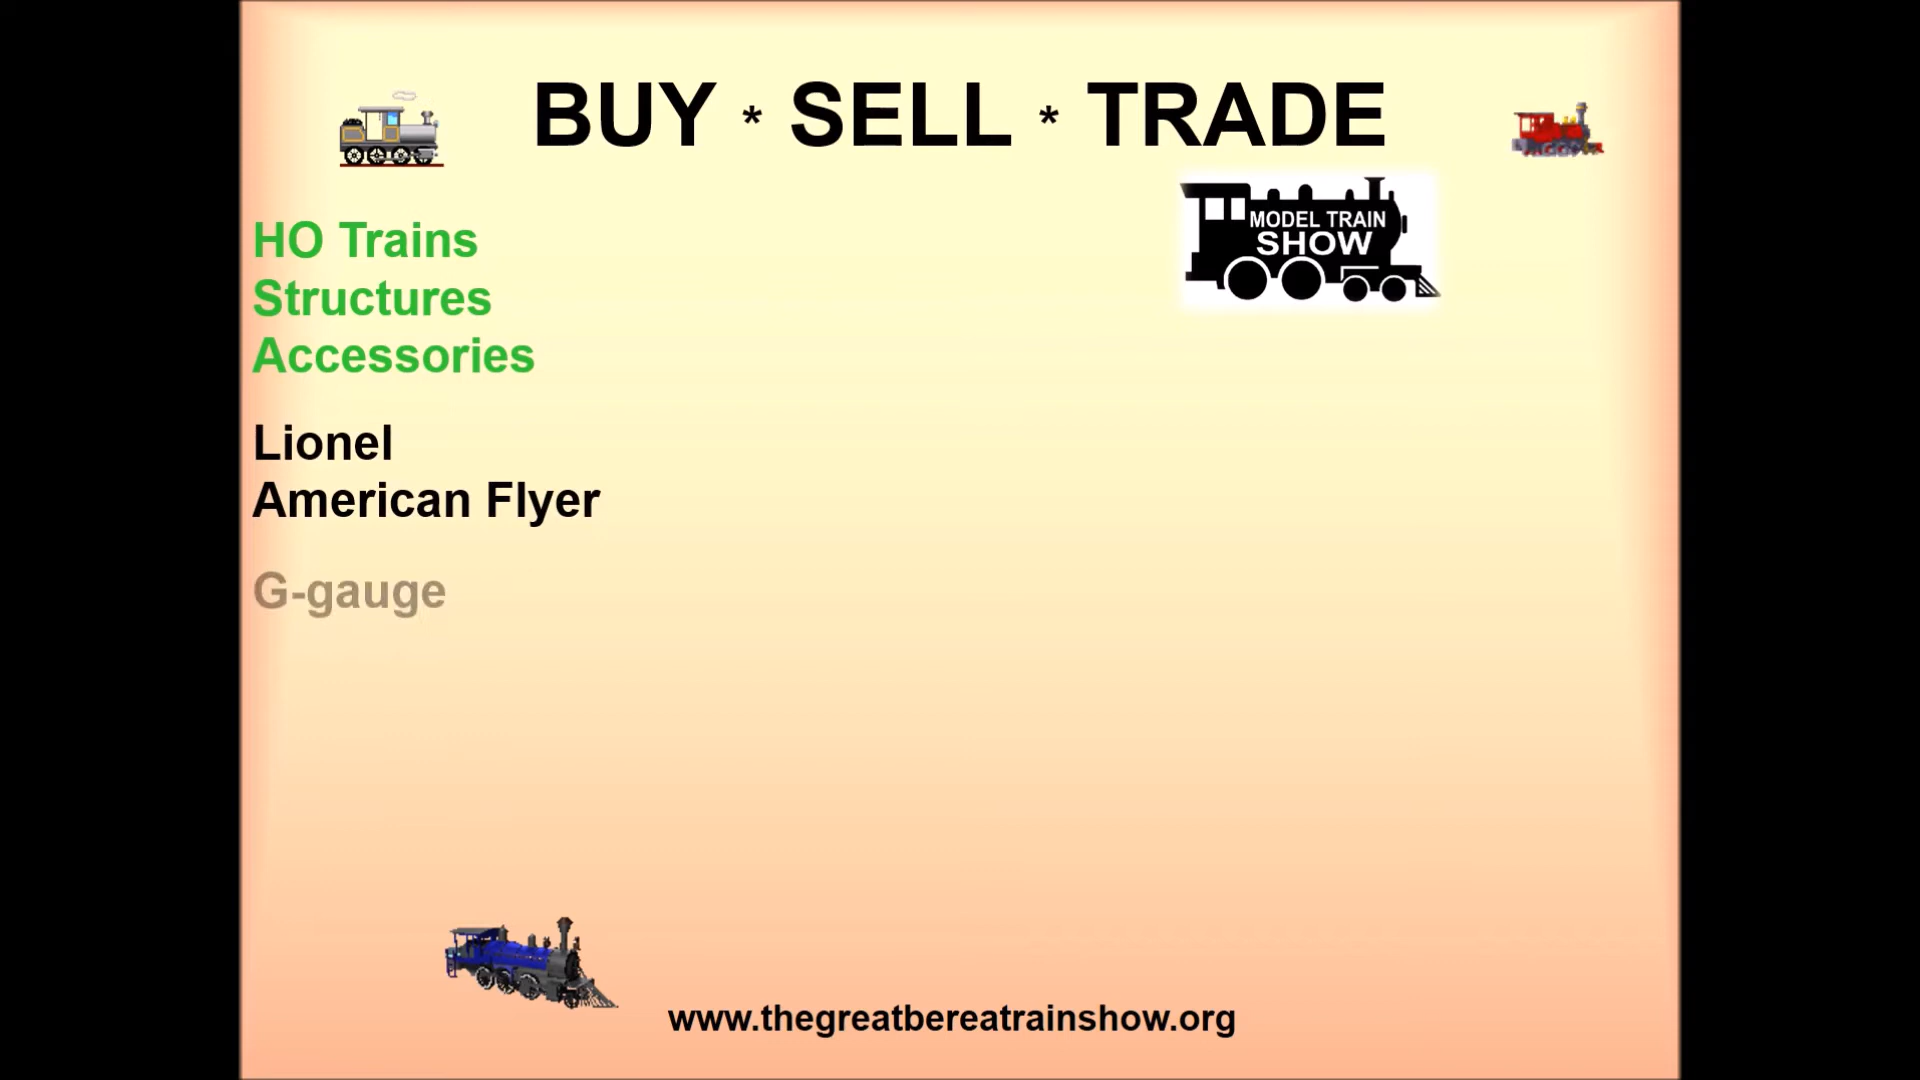 BUY * SELL * TRADE
MODEL TRAIN
SHOW
HO Trains
Structures
Accessories
Lionel
American Flyer
G-gauge
www.thegreatbereatrainshow.org